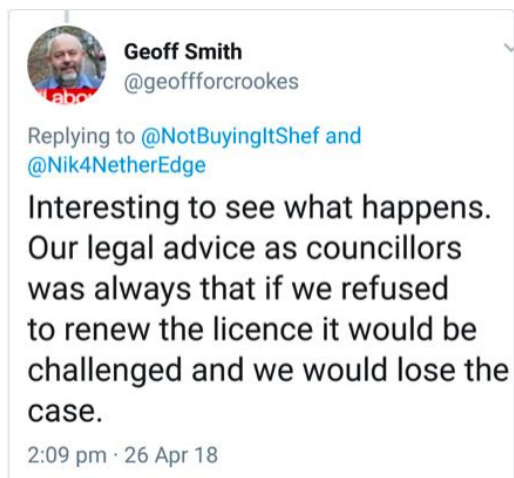 Geoff Smith
@geoffforcrookes
Labou
Replying to @NotBuyingItShef and
@Nik4NetherEdge
Interesting to see what happens.
Our legal advice as councillors
was always that if we refused
to renew the licence it would be
challenged and we would lose the
case.
2:09 pm · 26 Apr 18